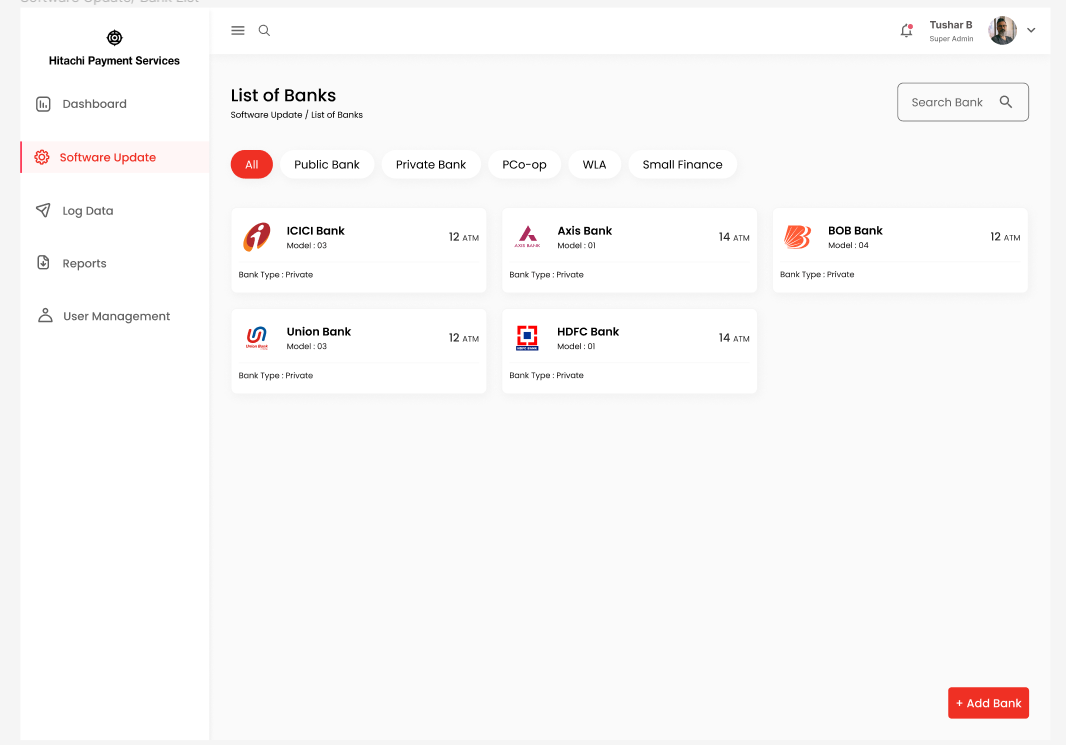 Software Update/ Bank List
Hitachi Payment Services
Dashboard
Software Update
Log Data
Reports
User Management
Tushar B
Super Admin
List of Banks
Software Update / List of Banks
Search Bank
All
Public Bank
Private Bank
PCo-op
WLA
Small Finance
ICICI Bank
Model : 03
12 ATM
Bank Type : Private
AXIS BANK
Axis Bank
Model : 01
14 ATM
Bank Type : Private
BOB Bank
Model : 04
12 ATM
Bank Type : Private
Union Bank
Union Bank
Model : 03
12 ATM
Bank Type : Private
HDFC BANK
HDFC Bank
Model : 01
14 ATM
Bank Type : Private
+ Add Bank